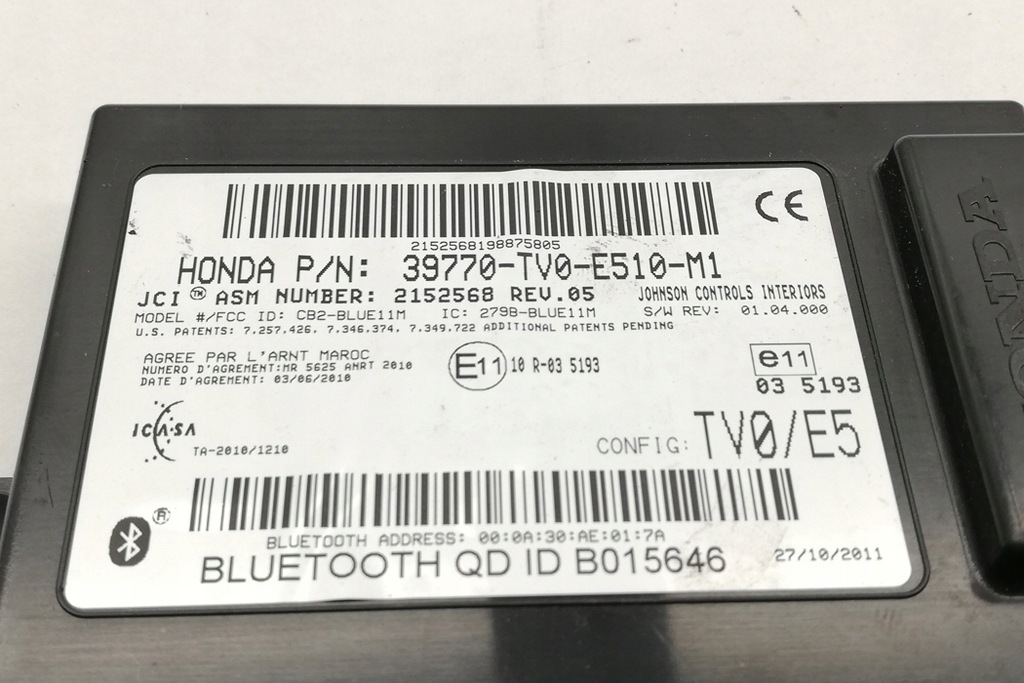 2152568198875805
HONDA P/N: 39770-TV0-E510-M1
JCI™ ASM NUMBER: 2152568 REV.05 JOHNSON CONTROLS INTERIORS
MODEL #/FCC ID: CB2-BLUE11M IC: 279B-BLUE11M S/W REV: 01.04.000
U.S. PATENTS: 7,257,426, 7,346,374, 7,349,722 ADDITIONAL PATENTS PENDING
AGREE PAR L'ARNT MAROC
NUMERO D'AGREMENT:MR 5625 ANRT 2010
DATE D'AGREMENT: 03/06/2010
E11 10 R-03 5193
e11
03 5193
ICASA
TA-2010/1210
CONFIG: TV0/E5
BLUETOOTH ADDRESS: 00:0A:30:AE:01:7A
BLUETOOTH QD ID B015646
27/10/2011
CE
HONDA